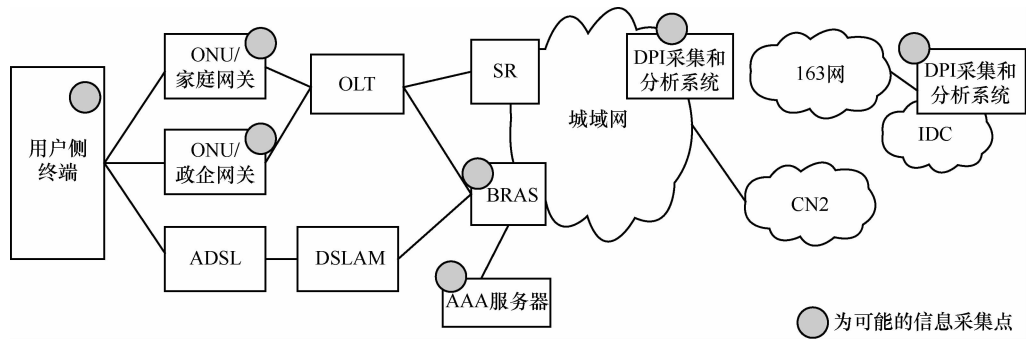 用户侧
终端
ONU/
家庭网关
ONU/
政企网关
ADSL
OLT
DSLAM
SR
BRAS
AAA服务器
城域网
DPI采集和
分析系统
163网
CN2
DPI采集和
分析系统
IDC
为可能的信息采集点